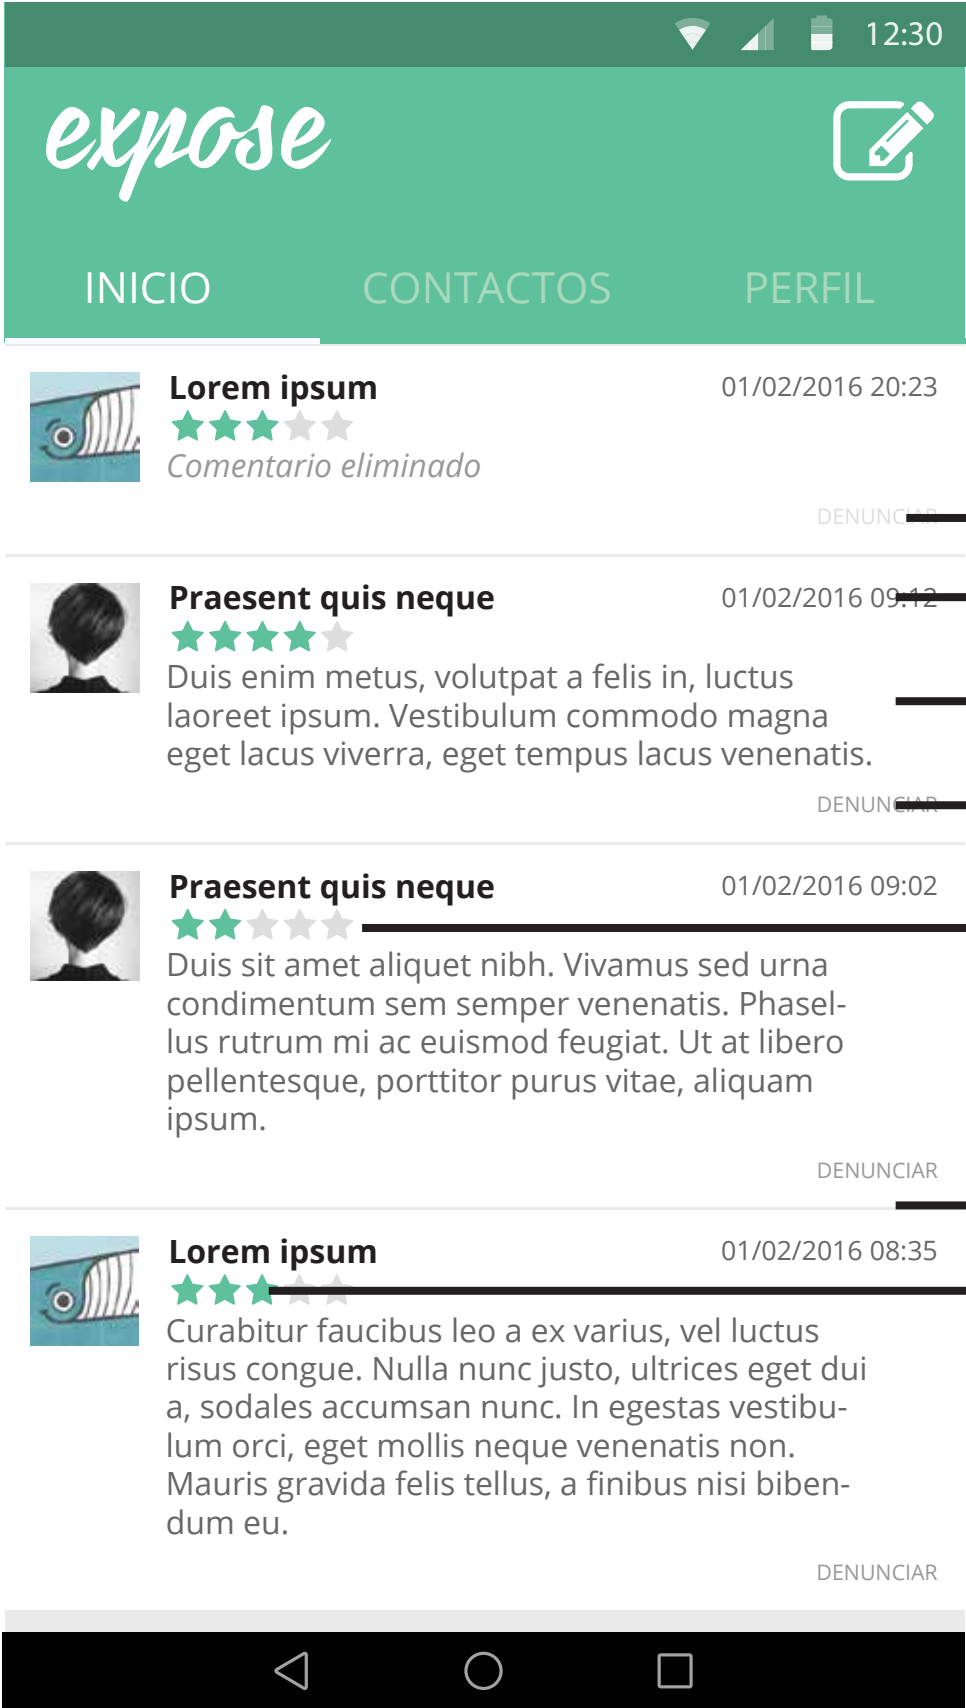 12:30
expose
INICIO CONTACTOS PERFIL
Lorem ipsum 01/02/2016 20:23
Comentario eliminado
DENUNCIAR
Praesent quis neque 01/02/2016 09:12
Duis enim metus, volutpat a felis in, luctus
laoreet ipsum. Vestibulum commodo magna
eget lacus viverra, eget tempus lacus venenatis.
DENUNCIAR
Praesent quis neque 01/02/2016 09:02
Duis sit amet aliquet nibh. Vivamus sed urna
condimentum sem semper venenatis. Phasel-
lus rutrum mi ac euismod feugiat. Ut at libero
pellentesque, porttitor purus vitae, aliquam
ipsum.
DENUNCIAR
Lorem ipsum 01/02/2016 08:35
Curabitur faucibus leo a ex varius, vel luctus
risus congue. Nulla nunc justo, ultrices eget dui
a, sodales accumsan nunc. In egestas vestibu-
lum orci, eget mollis neque venenatis non.
Mauris gravida felis tellus, a finibus nisi biben-
dum eu.
DENUNCIAR